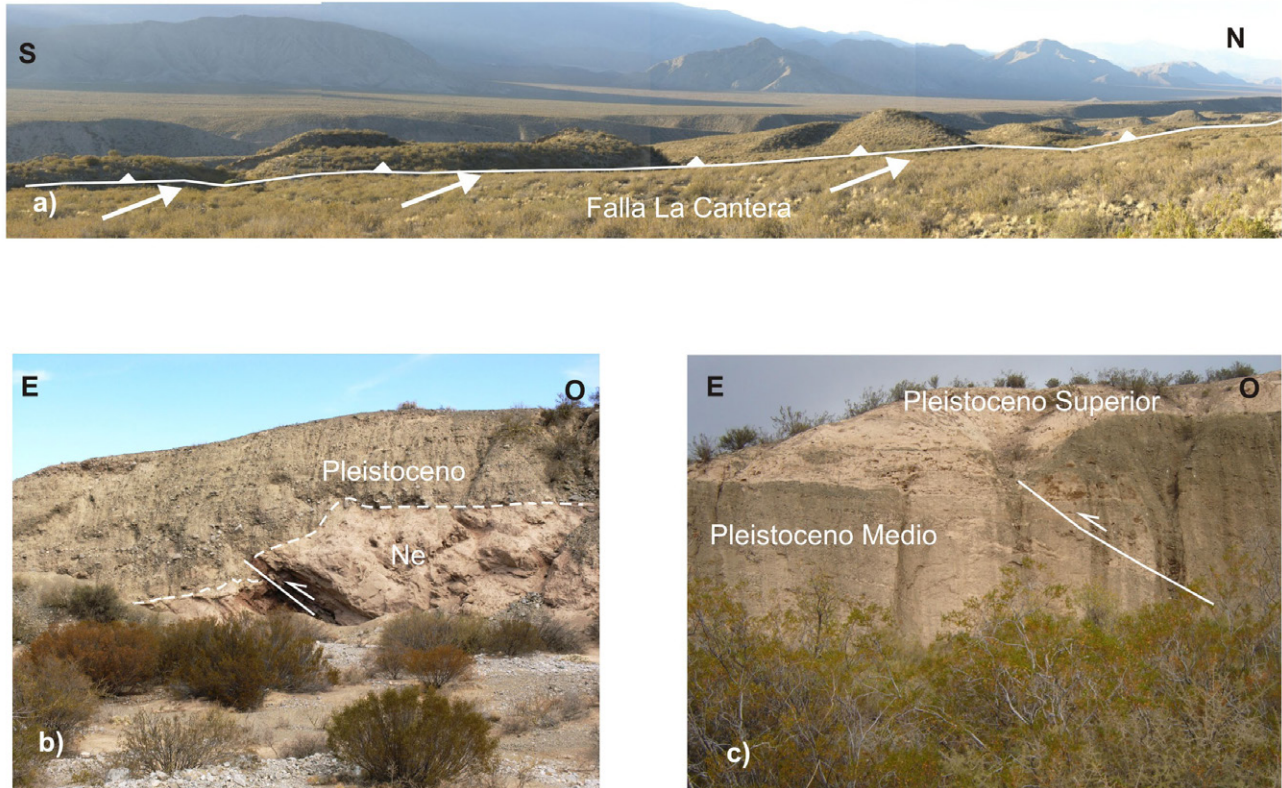 S
N
a)
Falla La Cantera
E
O
Pleistoceno
Ne
b)
E
O
Pleistoceno Superior
Pleistoceno Medio
c)